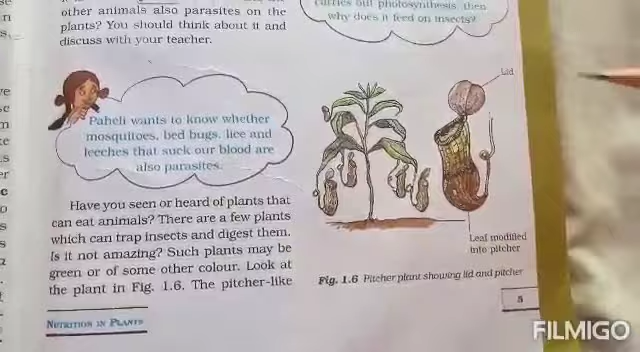 other animals also parasites on the
plants? You should think about it and
discuss with your teacher.
carries out photosynthesis, then
why does it feed on insects?
Paheli wants to know whether
mosquitoes, bed bugs, lice and
leeches that suck our blood are
also parasites.
Have you seen or heard of plants that
can eat animals? There are a few plants
which can trap insects and digest them.
Is it not amazing? Such plants may be
green or of some other colour. Look at
the plant in Fig. 1.6. The pitcher-like
Lid
Leaf modified
into pitcher
Fig. 1.6 Pitcher plant showing lid and pitcher
NUTRITION IN PLANTS
5
FILMIGO